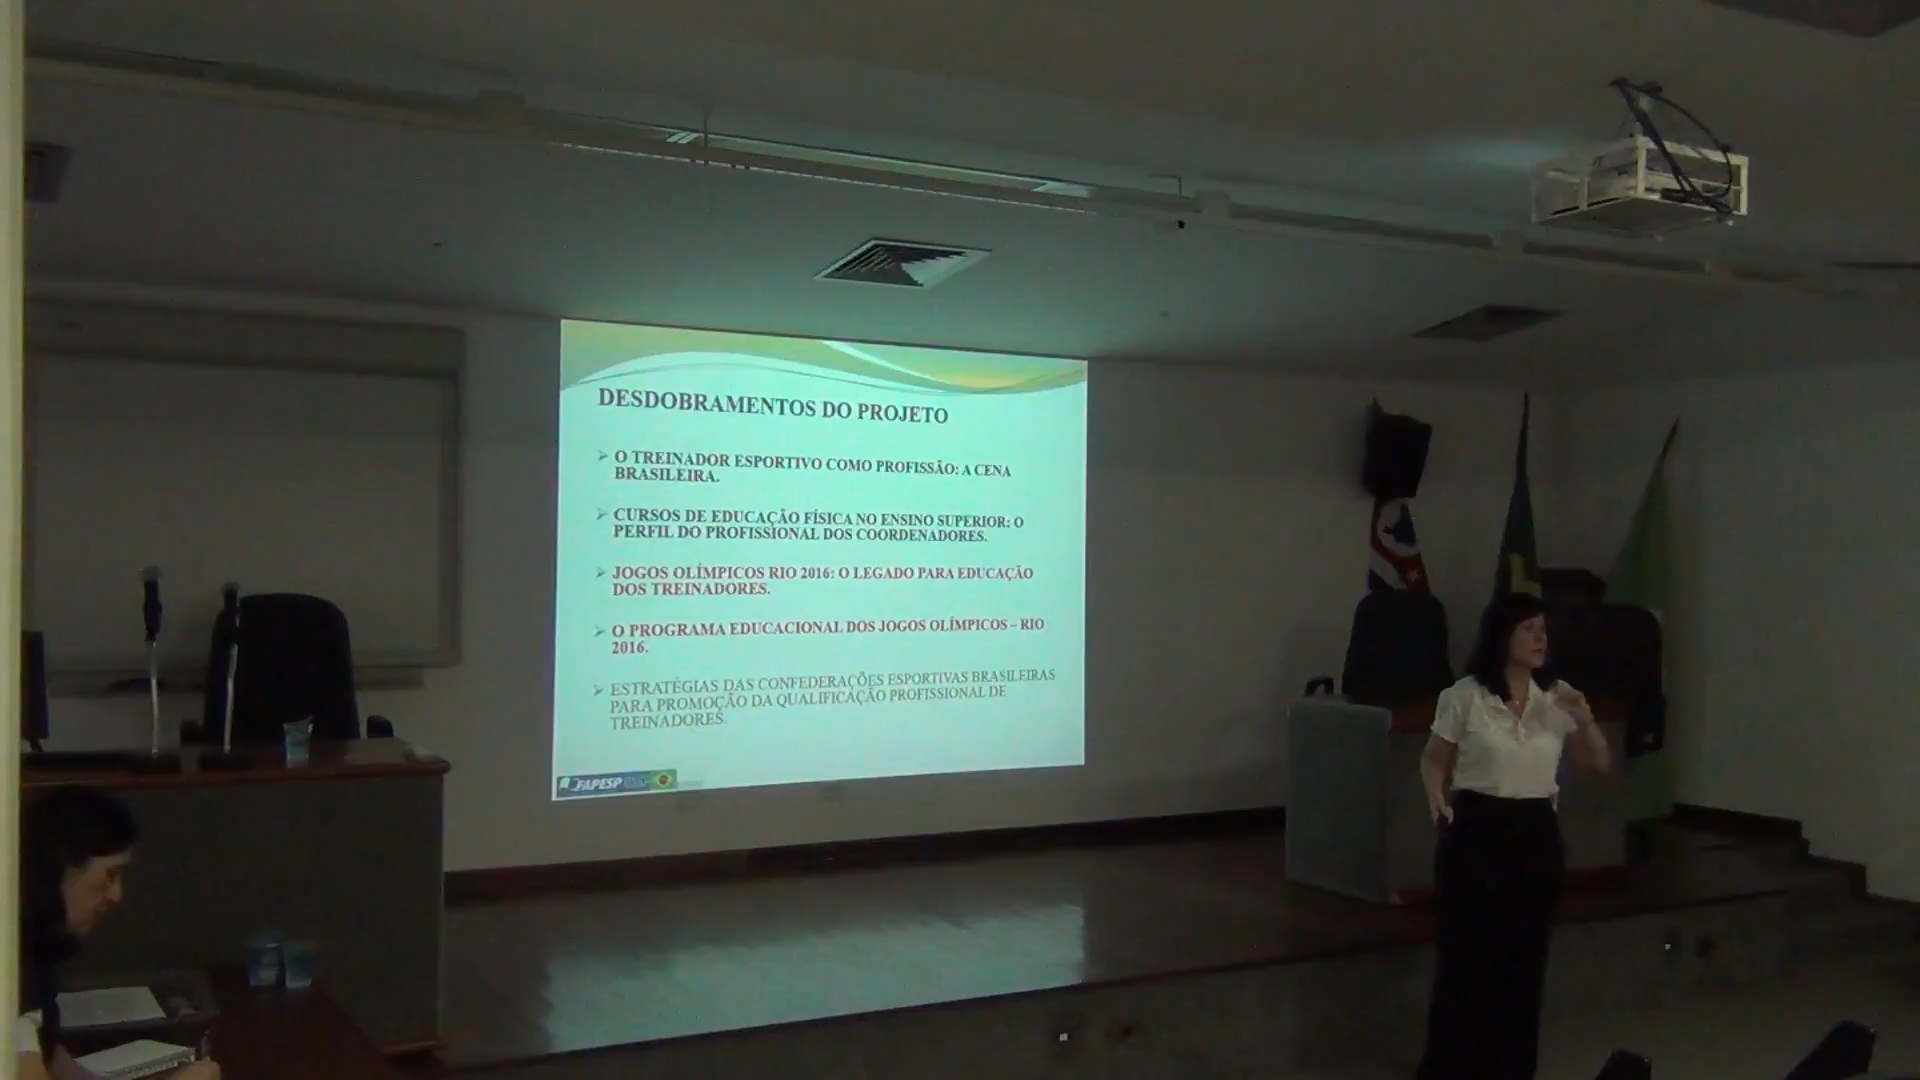 DESDOBRAMENTOS DO PROJETO
O TREINADOR ESPORTIVO COMO PROFISSÃO: A CENA
BRASILEIRA.
CURSOS DE EDUCAÇÃO FÍSICA NO ENSINO SUPERIOR: O
PERFIL DO PROFISSIONAL DOS COORDENADORES.
JOGOS OLÍMPICOS RIO 2016: O LEGADO PARA EDUCAÇÃO
DOS TREINADORES.
O PROGRAMA EDUCACIONAL DOS JOGOS OLÍMPICOS – RIO
2016.
ESTRATÉGIAS DAS CONFEDERAÇÕES ESPORTIVAS BRASILEIRAS
PARA PROMOÇÃO DA QUALIFICAÇÃO PROFISSIONAL DE
TREINADORES.
FAPESP